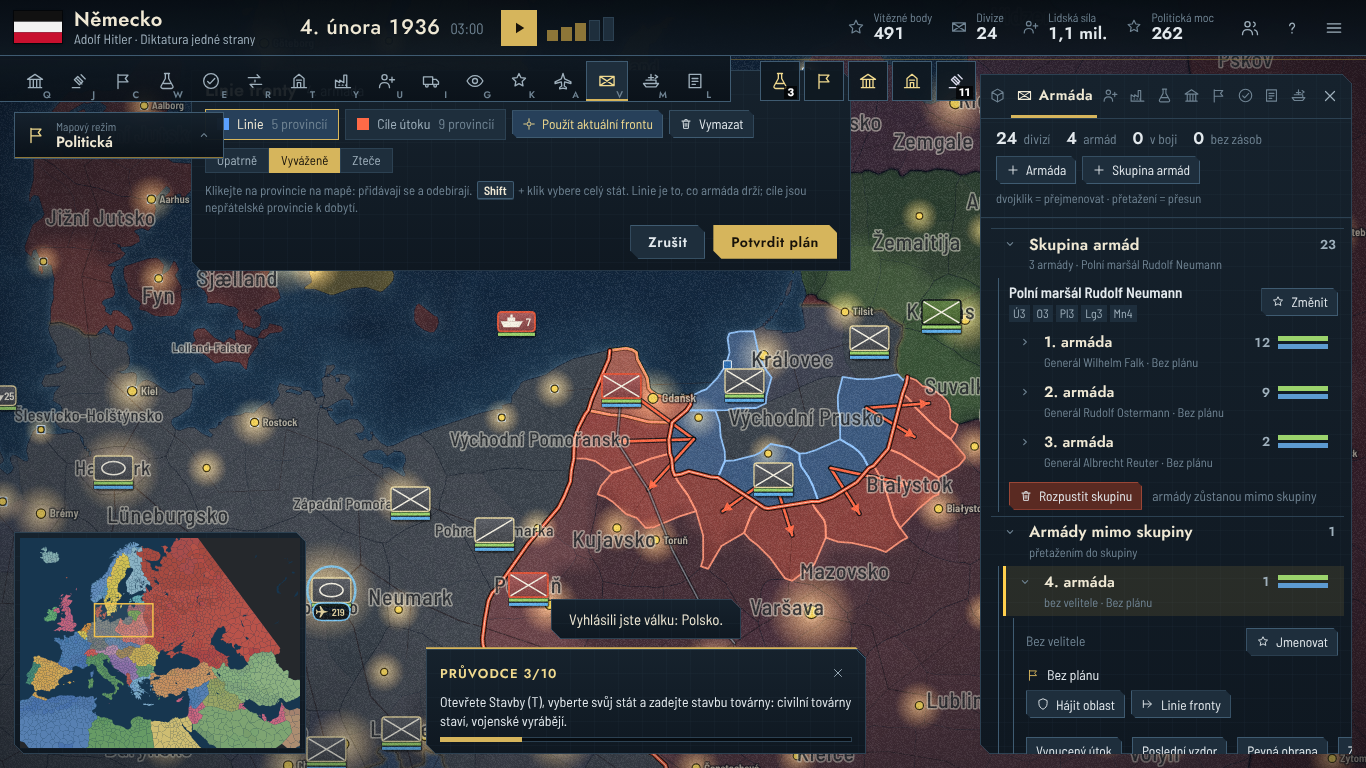 Německo
Adolf Hitler · Diktatura jedné strany
4. února 1936 03:00
Vítězné body
491
Divize
24
Lidská síla
1,1 mil.
Politická moc
262
?
Q J C W E R T Y U I G K A V M L
3
11
Mapový režim
Politická
Linie 5 provincií
Cíle útoku 9 provincií
Použít aktuální frontu
Vymazat
Opatrně
Vyváženě
Zteče
Klikejte na provincie na mapě: přidávají se a odebírají. Shift + klik vybere celý stát. Linie je to, co armáda drží; cíle jsou
nepřátelské provincie k dobytí.
Zrušit
Potvrdit plán
Armáda
24 divizí 4 armád 0 v boji 0 bez zásob
+ Armáda
+ Skupina armád
dvojklik = přejmenovat · přetažení = přesun
Skupina armád 23
3 armády · Polní maršál Rudolf Neumann
Polní maršál Rudolf Neumann
Změnit
Ú3 O3 Pl3 Lg3 Mn4
1. armáda 12
Generál Wilhelm Falk · Bez plánu
2. armáda 9
Generál Rudolf Ostermann · Bez plánu
3. armáda 2
Generál Albrecht Reuter · Bez plánu
Rozpustit skupinu
armády zůstanou mimo skupiny
Armády mimo skupiny 1
přetažením do skupiny
4. armáda 1
bez velitele · Bez plánu
Bez velitele
Jmenovat
Bez plánu
Hájit oblast
Linie fronty
Vynucený útok
Poslední vzdor
Pevná obrana
Pskov
Aalborg
Zemgale
Jižní Jutsko
Aarhus
Žemaitija
Fyn
Sjælland
Lolland-Falster
Tilsit
7
Královec
Kiel
25
Šlesvicko-Holštýnsko
Gdaňsk
Východní Prusko
Východní Pomořansko
Rostock
Brémy
Lüneburgsko
Bialystok
Kujavsko
Toruň
Mazovsko
Neumark
219
Varšava
Vyhlásili jste válku: Polsko.
Lublin
PRŮVODCE 3/10
Otevřete Stavby (T), vyberte svůj stát a zadejte stavbu továrny: civilní továrny
staví, vojenské vyrábějí.